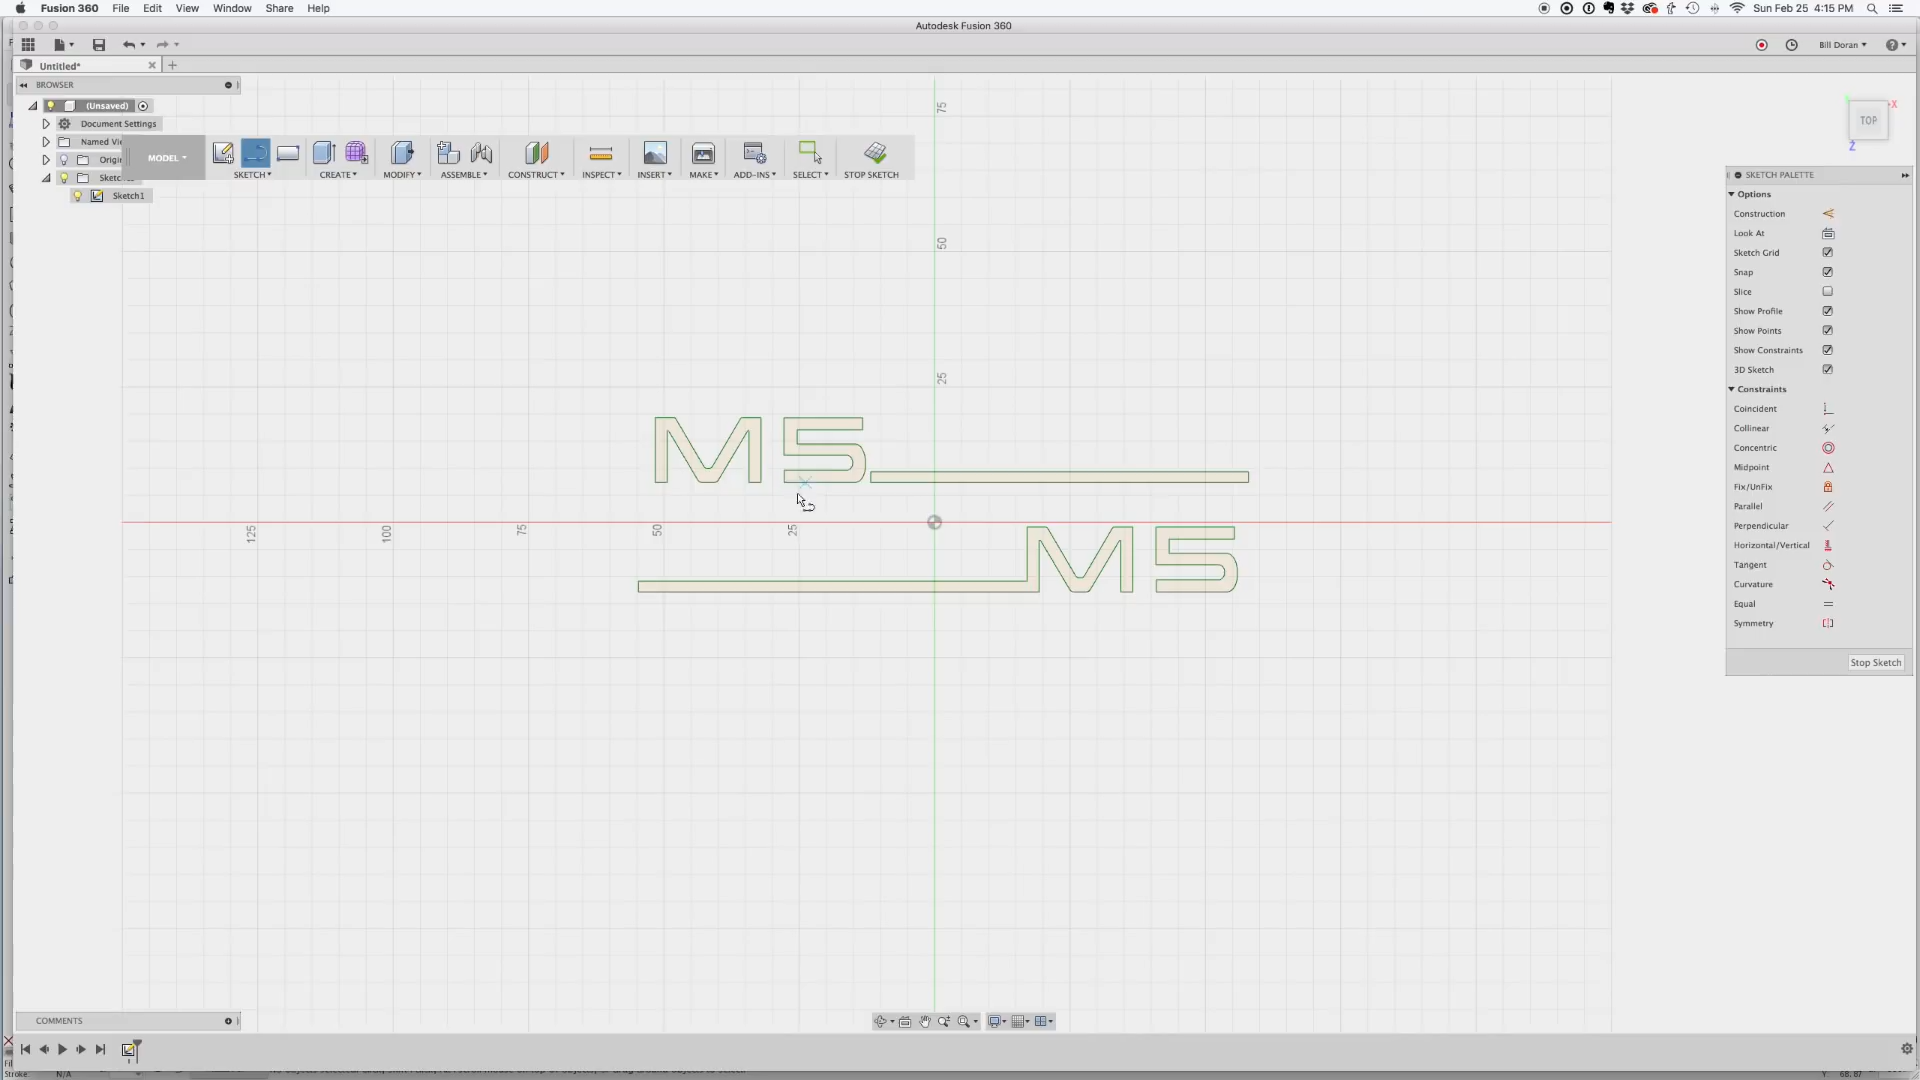 Fusion 360 File Edit View Window Share Help Sun Feb 25 4:15 PM
Autodesk Fusion 360
Bill Doran
Untitled*
BROWSER
(Unsaved)
Document Settings
Named Vie
Origi
Sketch1
MODEL
SKETCH CREATE MODIFY ASSEMBLE CONSTRUCT INSPECT INSERT MAKE ADD-INS SELECT STOP SKETCH
TOP
X
Z
SKETCH PALETTE
Options
Construction
Look At
Sketch Grid
Snap
Slice
Show Profile
Show Points
Show Constraints
3D Sketch
Constraints
Coincident
Collinear
Concentric
Midpoint
Fix/UnFix
Parallel
Perpendicular
Horizontal/Vertical
Tangent
Curvature
Equal
Symmetry
Stop Sketch
75
50
25
M5
125 100 75 50 25
M5
COMMENTS
Stroke: N/A